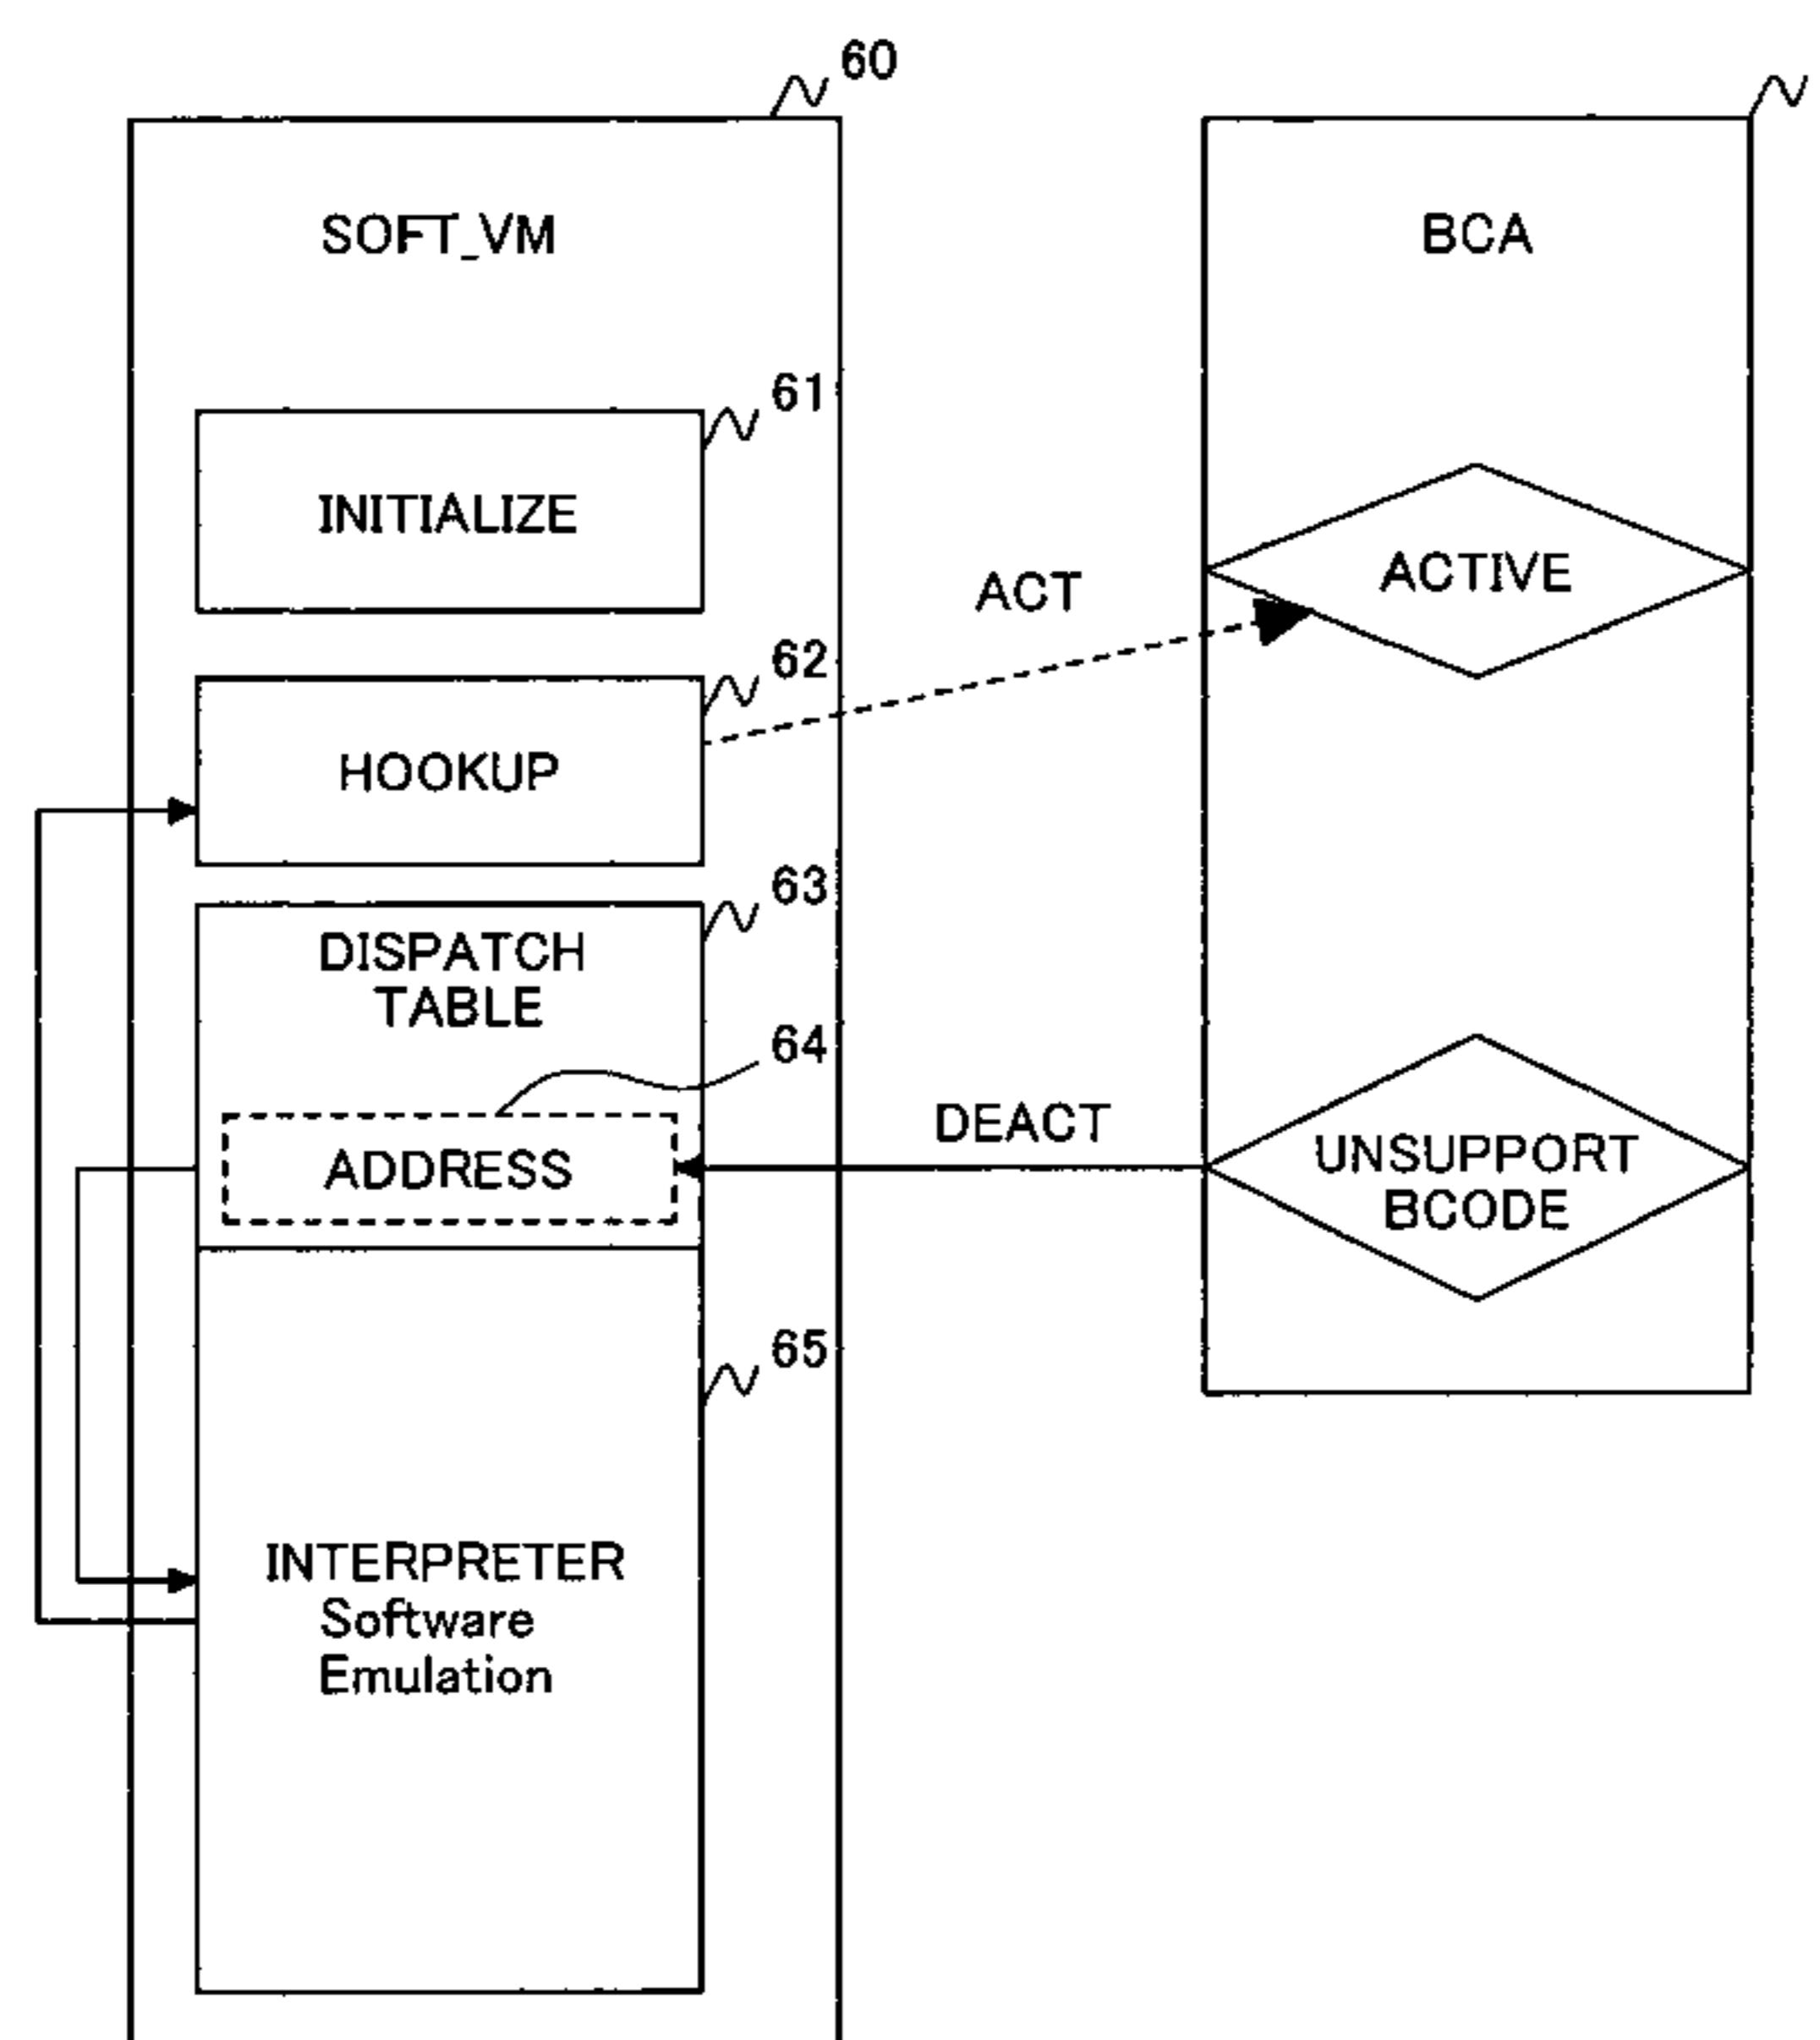 60
SOFT_VM
BCA
61
INITIALIZE
ACTIVE
ACT
62
HOOKUP
63
DISPATCH
TABLE
64
ADDRESS
DEACT
UNSUPPORT
BCODE
65
INTERPRETER
Software
Emulation